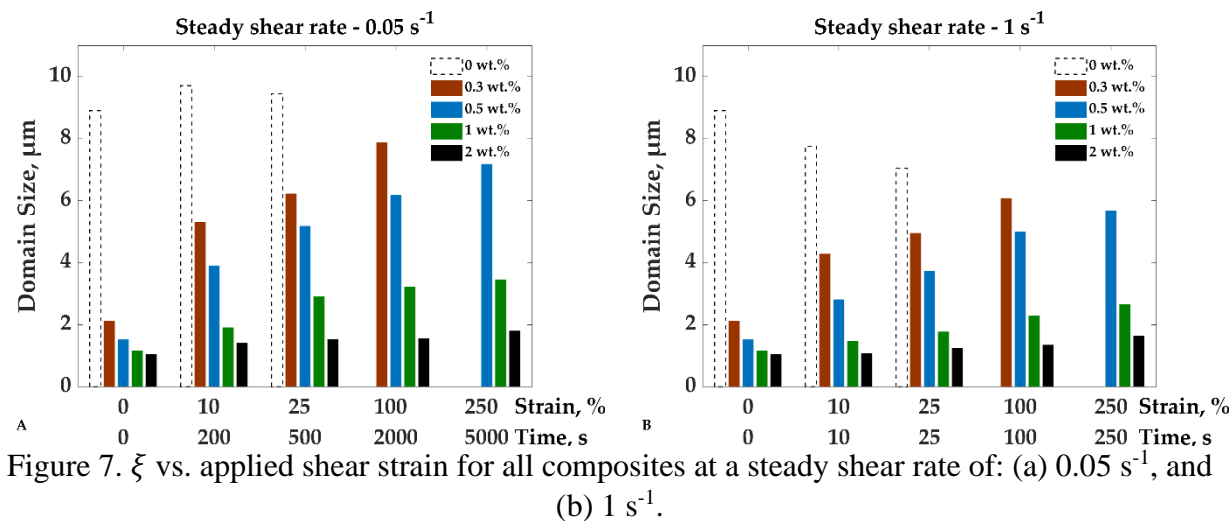 Steady shear rate - 0.05 s⁻¹
Domain Size, μm
10
8
6
4
2
0
0 wt.%
0.3 wt.%
0.5 wt.%
1 wt.%
2 wt.%
0 10 25 100 250 Strain, %
0 200 500 2000 5000 Time, s
A
Steady shear rate - 1 s⁻¹
Domain Size, μm
10
8
6
4
2
0
0 wt.%
0.3 wt.%
0.5 wt.%
1 wt.%
2 wt.%
0 10 25 100 250 Strain, %
0 10 25 100 250 Time, s
B
Figure 7. ξ vs. applied shear strain for all composites at a steady shear rate of: (a) 0.05 s⁻¹, and
(b) 1 s⁻¹.